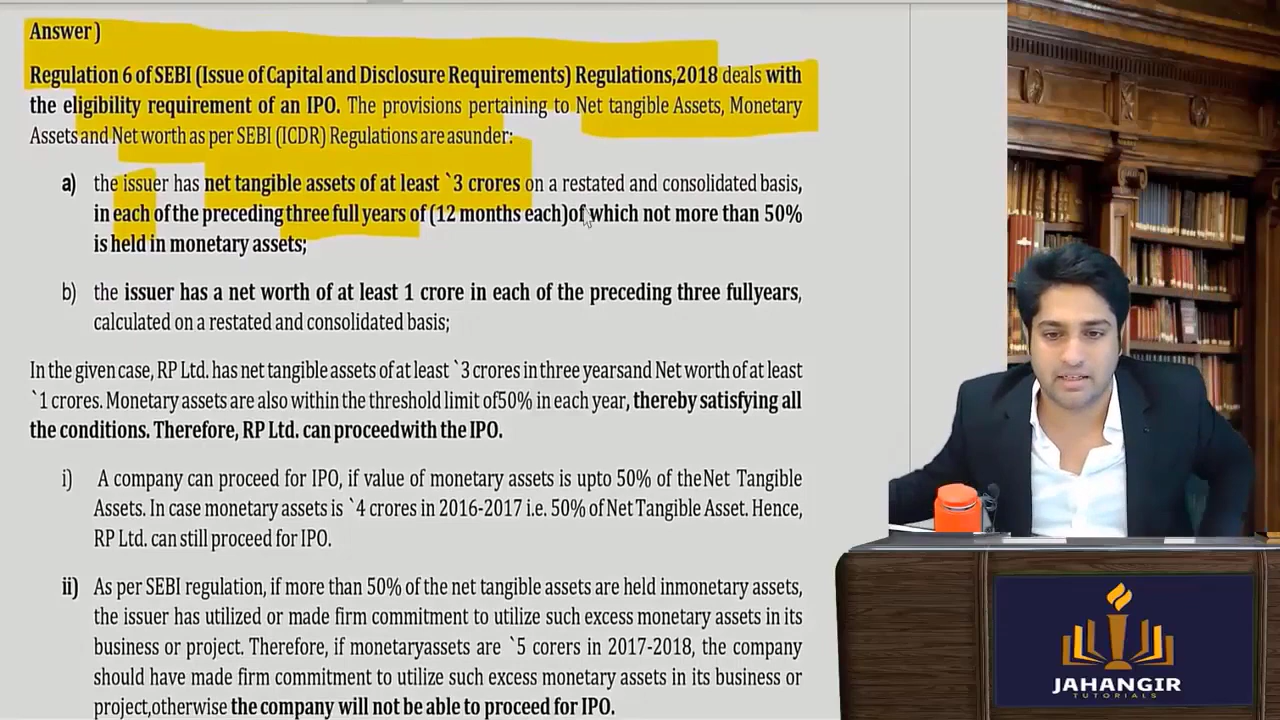 Answer )
Regulation 6 of SEBI (Issue of Capital and Disclosure Requirements) Regulations,2018 deals with
the eligibility requirement of an IPO. The provisions pertaining to Net tangible Assets, Monetary
Assets and Net worth as per SEBI (ICDR) Regulations are asunder:
a) the issuer has net tangible assets of at least `3 crores on a restated and consolidated basis,
in each of the preceding three full years of (12 months each)of which not more than 50%
is held in monetary assets;
b) the issuer has a net worth of at least 1 crore in each of the preceding three fullyears,
calculated on a restated and consolidated basis;
In the given case, RP Ltd. has net tangible assets of at least `3 crores in three yearsand Net worth of at least
`1 crores. Monetary assets are also within the threshold limit of50% in each year, thereby satisfying all
the conditions. Therefore, RP Ltd. can proceedwith the IPO.
i) A company can proceed for IPO, if value of monetary assets is upto 50% of theNet Tangible
Assets. In case monetary assets is `4 crores in 2016-2017 i.e. 50% of Net Tangible Asset. Hence,
RP Ltd. can still proceed for IPO.
ii) As per SEBI regulation, if more than 50% of the net tangible assets are held inmonetary assets,
the issuer has utilized or made firm commitment to utilize such excess monetary assets in its
business or project. Therefore, if monetaryassets are `5 corers in 2017-2018, the company
should have made firm commitment to utilize such excess monetary assets in its business or
project,otherwise the company will not be able to proceed for IPO.
JAHANGIR
TUTORIALS